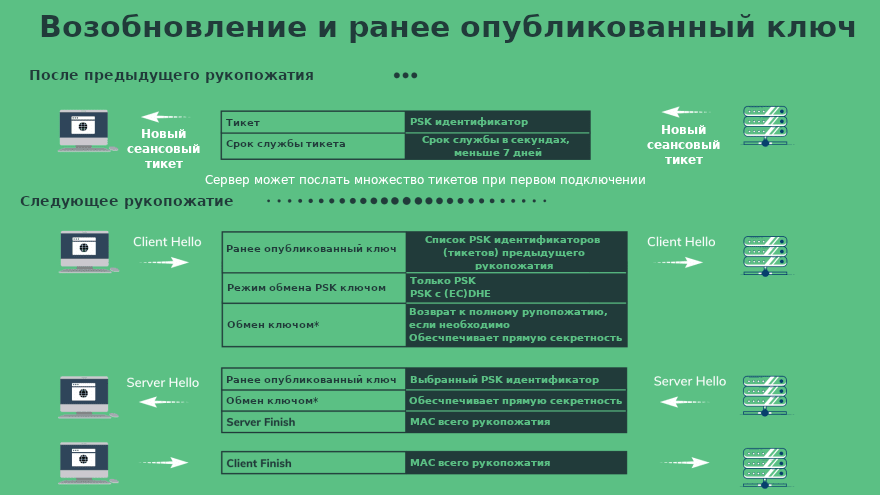 Возобновление и ранее опубликованный ключ
После предыдущего рукопожатия
Новый
сеансовый
тикет
Тикет
PSK идентификатор
Срок службы тикета
Срок службы в секундах,
меньше 7 дней
Новый
сеансовый
тикет
Сервер может послать множество тикетов при первом подключении
Следующее рукопожатие
Client Hello
Ранее опубликованный ключ
Список PSK идентификаторов
(тикетов) предыдущего
рукопожатия
Режим обмена PSK ключом
Только PSK
PSK с (EC)DHE
Обмен ключом*
Возврат к полному рупопожатию,
если необходимо
Обесчпечивает прямую секретность
Client Hello
Server Hello
Ранее опубликованный ключ
Выбранный PSK идентификатор
Обмен ключом*
Обесчпечивает прямую секретность
Server Finish
MAC всего рукопожатия
Server Hello
Client Finish
MAC всего рукопожатия